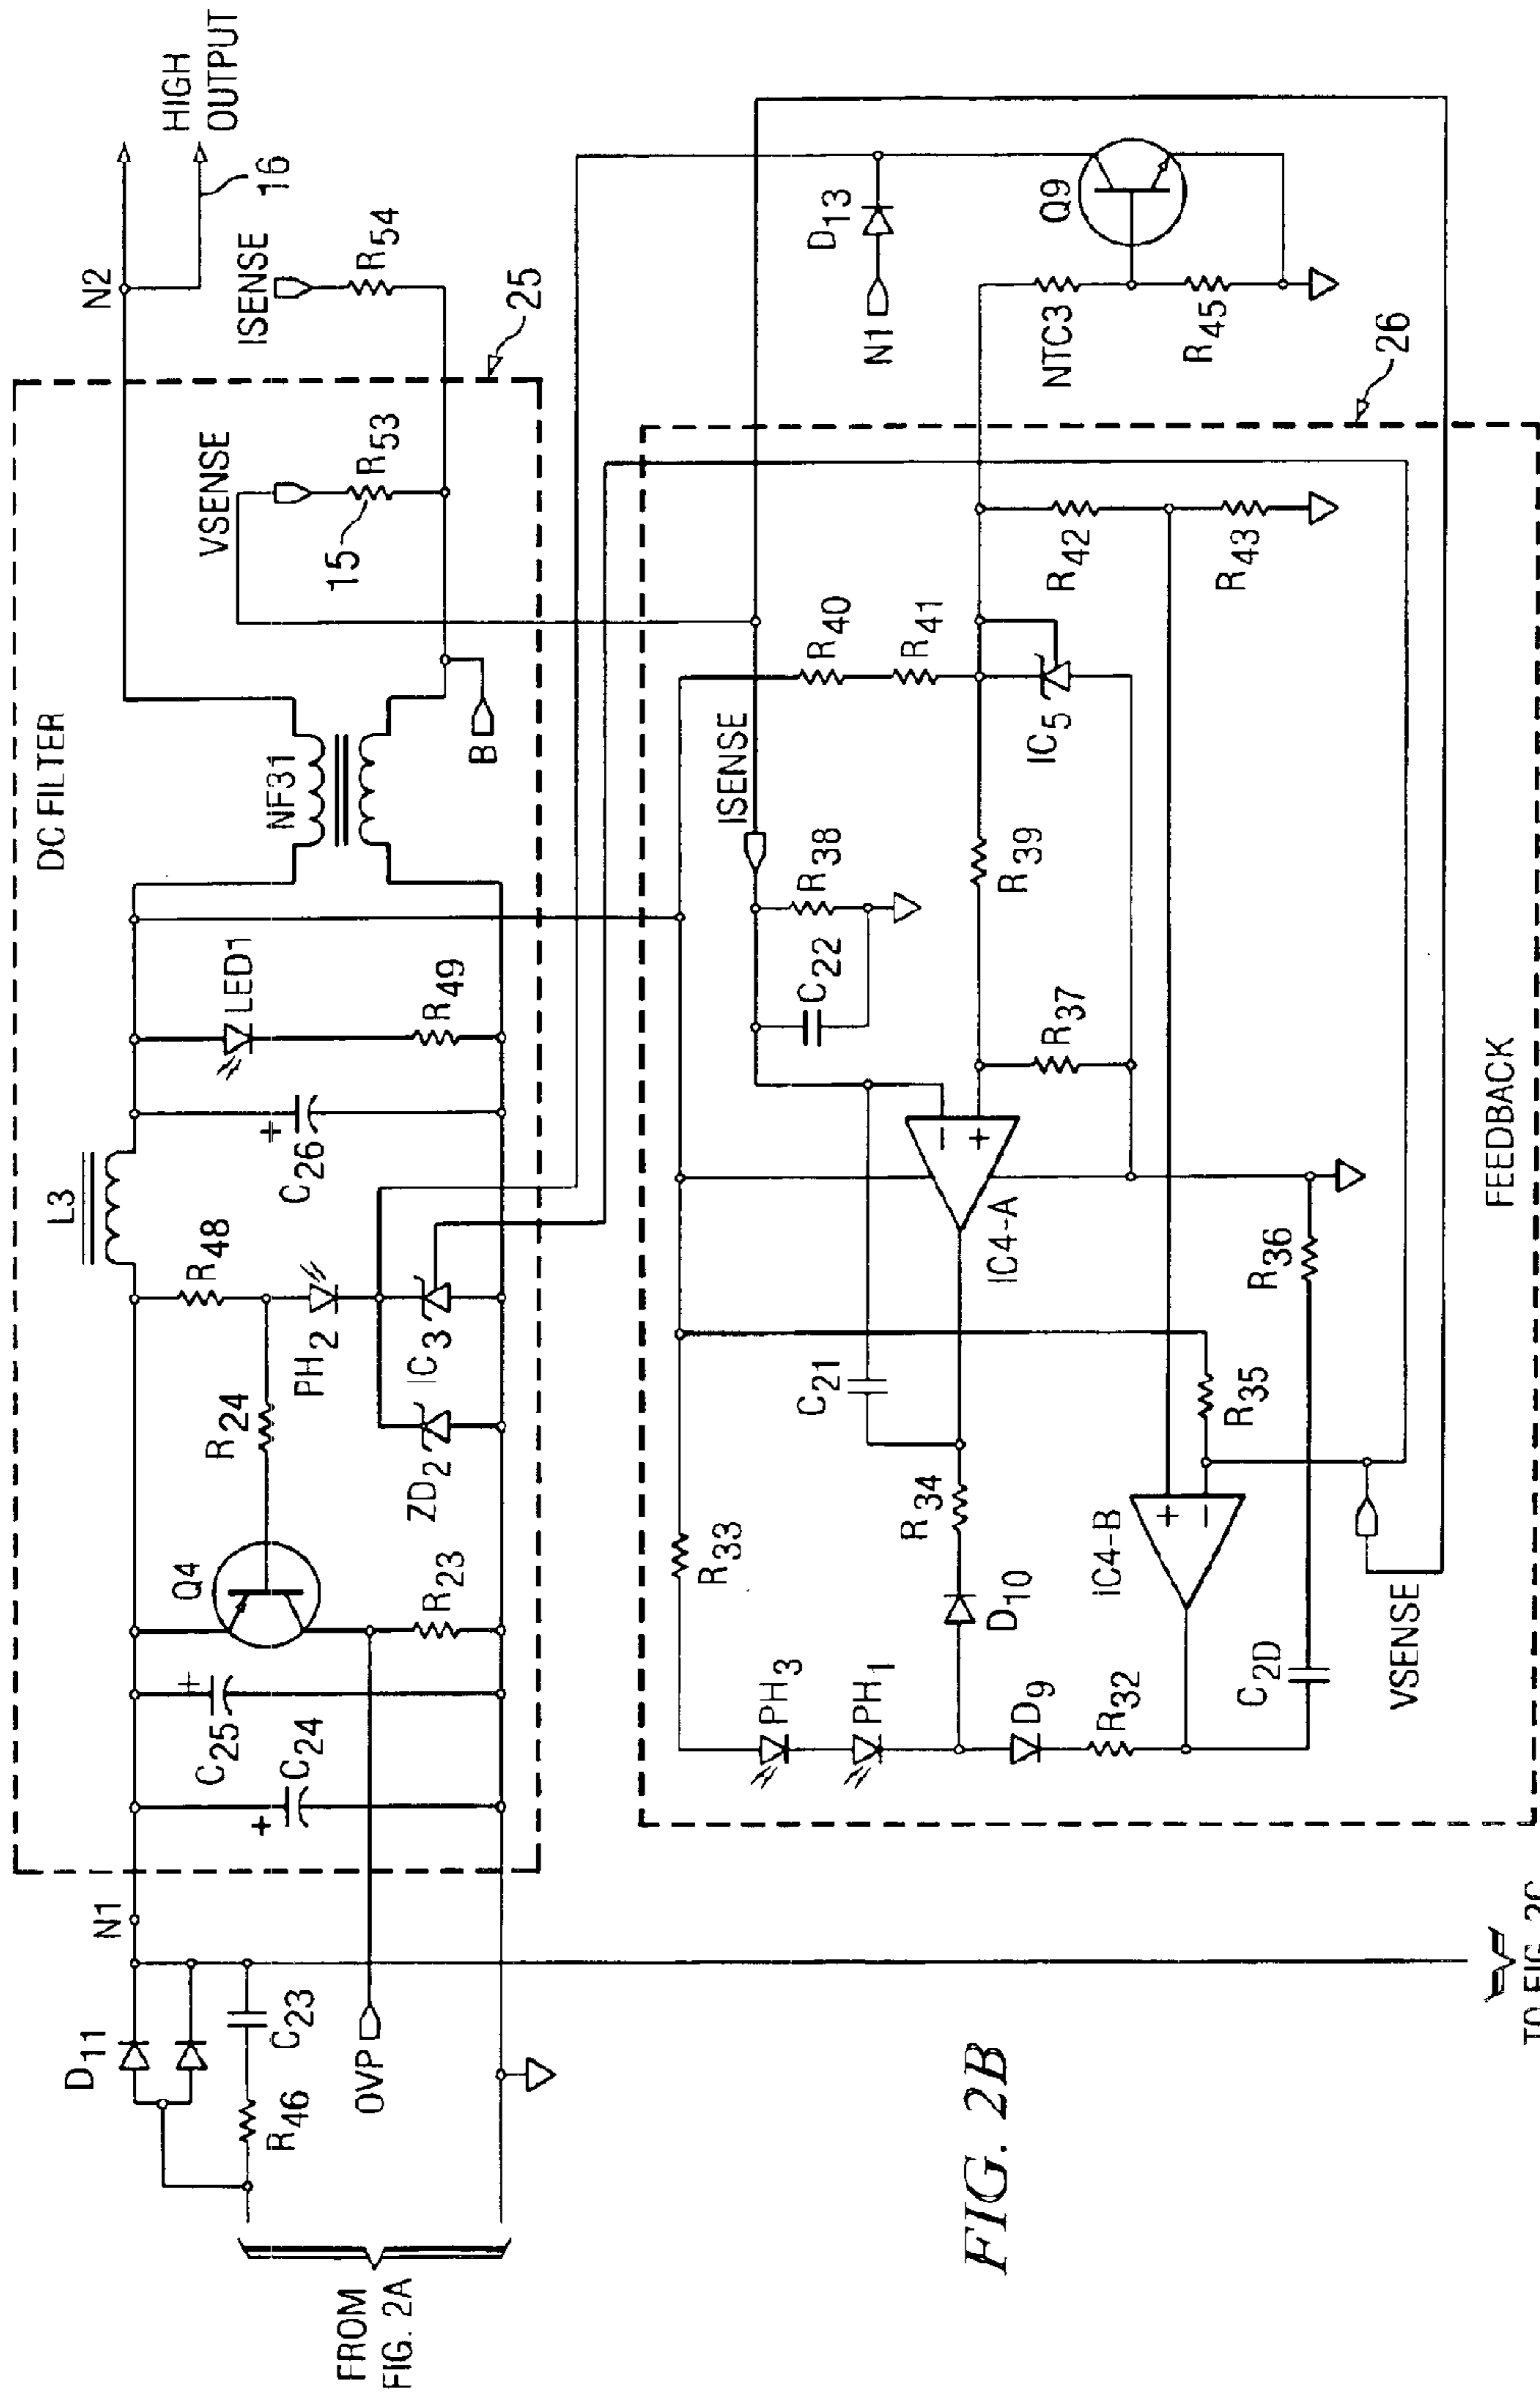 DC FILTER
HIGH
OUTPUT
N2
16
ISENSE
R54
25
VSENSE
R53
15
NF31
B
L3
LED1
R49
C26
R48
PH2
IC3
ZD2
R24
Q4
R23
C25
C24
N1
D11
C23
R46
OVP
FROM
FIG. 2A
D13
N1
Q9
NTC3
R45
26
ISENSE
R40
R41
R42
R43
IC5
R38
C22
R39
R37
IC4-A
C21
R33
R34
D10
PH3
PH1
D9
R32
IC4-B
R35
R36
C2D
VSENSE
FEEDBACK
FIG. 2B
TO FIG. 2C
- +
+ -
+
+
+